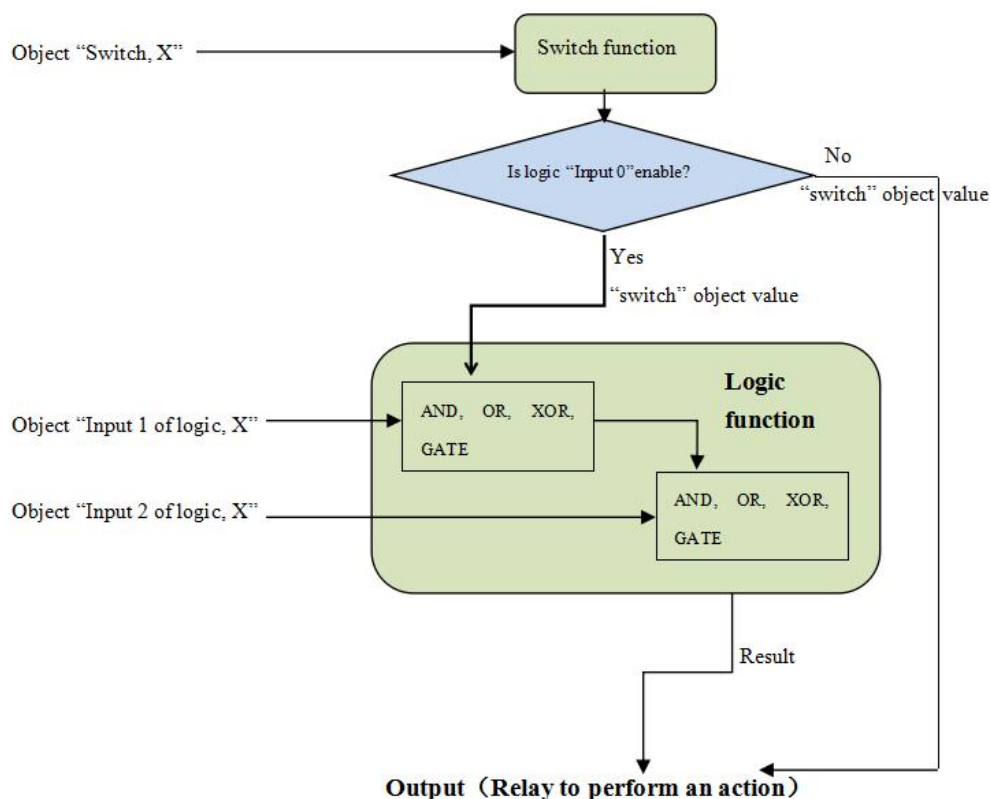 Switch function
Object “Switch, X”
Is logic “Input 0”enable?
No
“switch” object value
Yes
“switch” object value
Logic
function
AND, OR, XOR,
GATE
Object “Input 1 of logic, X”
AND, OR, XOR,
GATE
Object “Input 2 of logic, X”
Result
Output（Relay to perform an action）